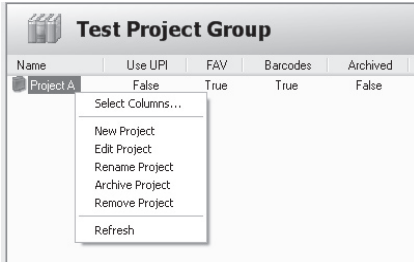 Test Project Group
Name Use UPI FAV Barcodes Archived
Project A False True True False
Select Columns...
New Project
Edit Project
Rename Project
Archive Project
Remove Project
Refresh